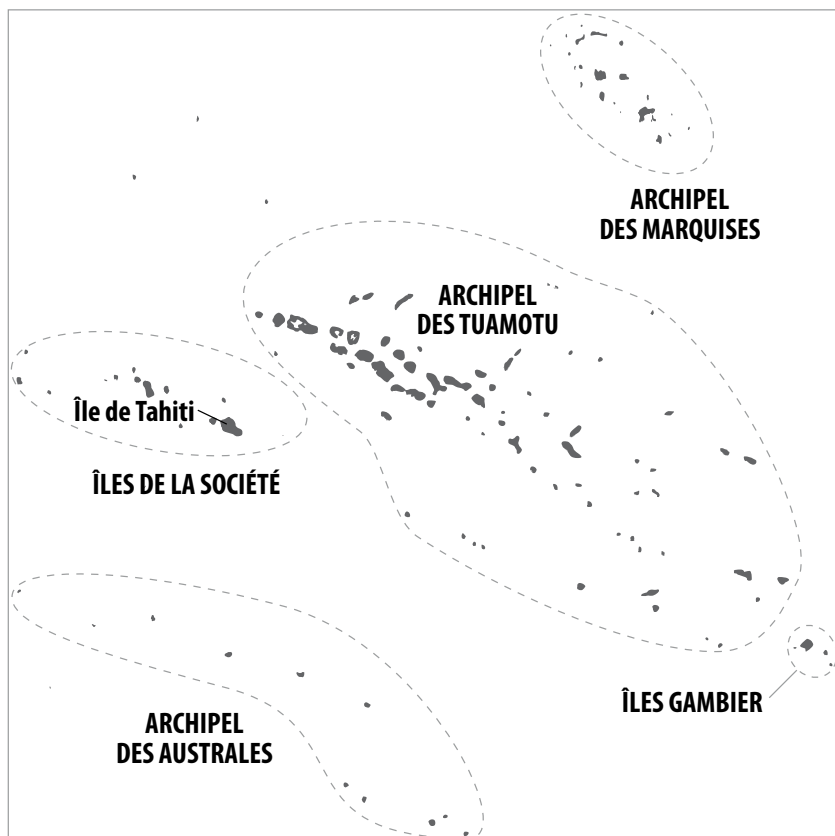 ARCHIPEL
DES MARQUISES
ARCHIPEL
DES TUAMOTU
Île de Tahiti
ÎLES DE LA SOCIÉTÉ
ÎLES GAMBIER
ARCHIPEL
DES AUSTRALES